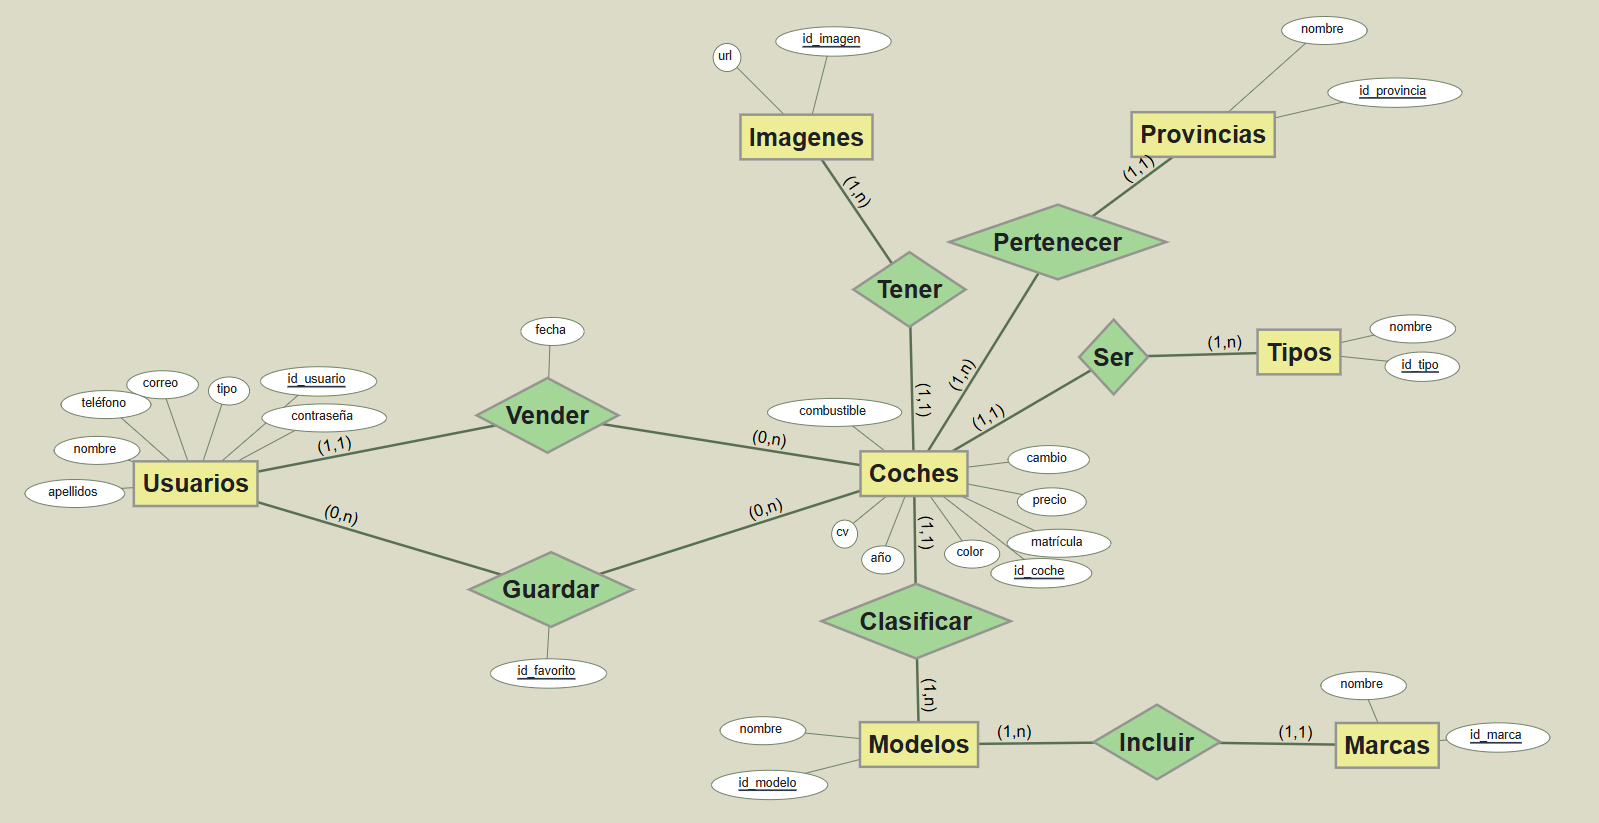 nombre
id_imagen
url
id_provincia
Provincias
Imagenes
(1,1)
(1,n)
Pertenecer
Tener
fecha
nombre
(1,n)
Tipos
Ser
id_tipo
correo
id_usuario
tipo
(1,n)
teléfono
(1,1)
combustible
contraseña
Vender
(1,1)
(1,1)
(0,n)
nombre
cambio
Coches
Usuarios
apellidos
precio
(0,n)
(0,n)
cv
(1,1)
matrícula
color
año
id_coche
Guardar
Clasificar
id_favorito
nombre
(1,n)
nombre
(1,n)
(1,1)
id_marca
Modelos
Incluir
Marcas
id_modelo